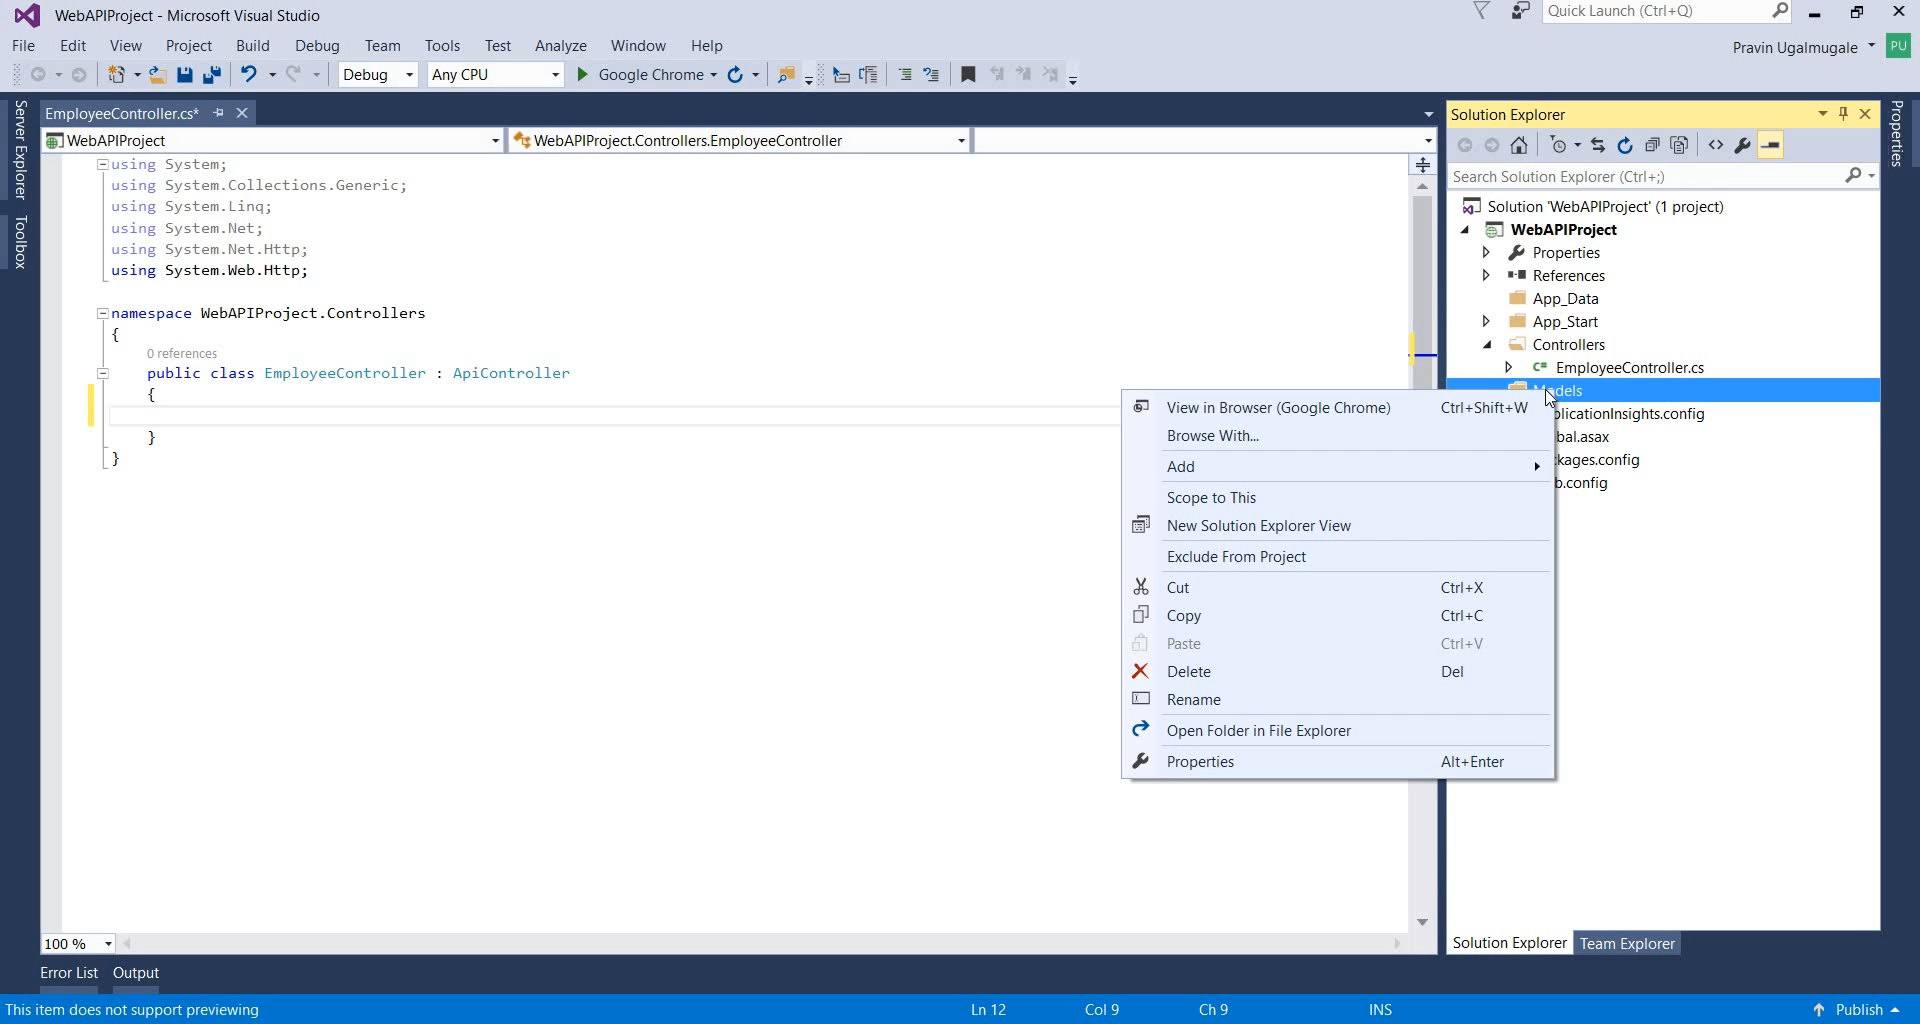 WebAPIProject - Microsoft Visual Studio
Quick Launch (Ctrl+Q)
File Edit View Project Build Debug Team Tools Test Analyze Window Help
Pravin Ugalmugale PU
Debug Any CPU Google Chrome
Server Explorer
Toolbox
EmployeeController.cs*
WebAPIProject WebAPIProject.Controllers.EmployeeController
using System;
using System.Collections.Generic;
using System.Linq;
using System.Net;
using System.Net.Http;
using System.Web.Http;
namespace WebAPIProject.Controllers
{
0 references
public class EmployeeController : ApiController
{
}
}
View in Browser (Google Chrome) Ctrl+Shift+W
Browse With...
Add
Scope to This
New Solution Explorer View
Exclude From Project
Cut Ctrl+X
Copy Ctrl+C
Paste Ctrl+V
Delete Del
Rename
Open Folder in File Explorer
Properties Alt+Enter
Solution Explorer
Search Solution Explorer (Ctrl+;)
Solution 'WebAPIProject' (1 project)
WebAPIProject
Properties
References
App_Data
App_Start
Controllers
C# EmployeeController.cs
Models
plicationInsights.config
bal.asax
kages.config
b.config
Properties
100 %
Solution Explorer Team Explorer
Error List Output
This item does not support previewing Ln 12 Col 9 Ch 9 INS Publish